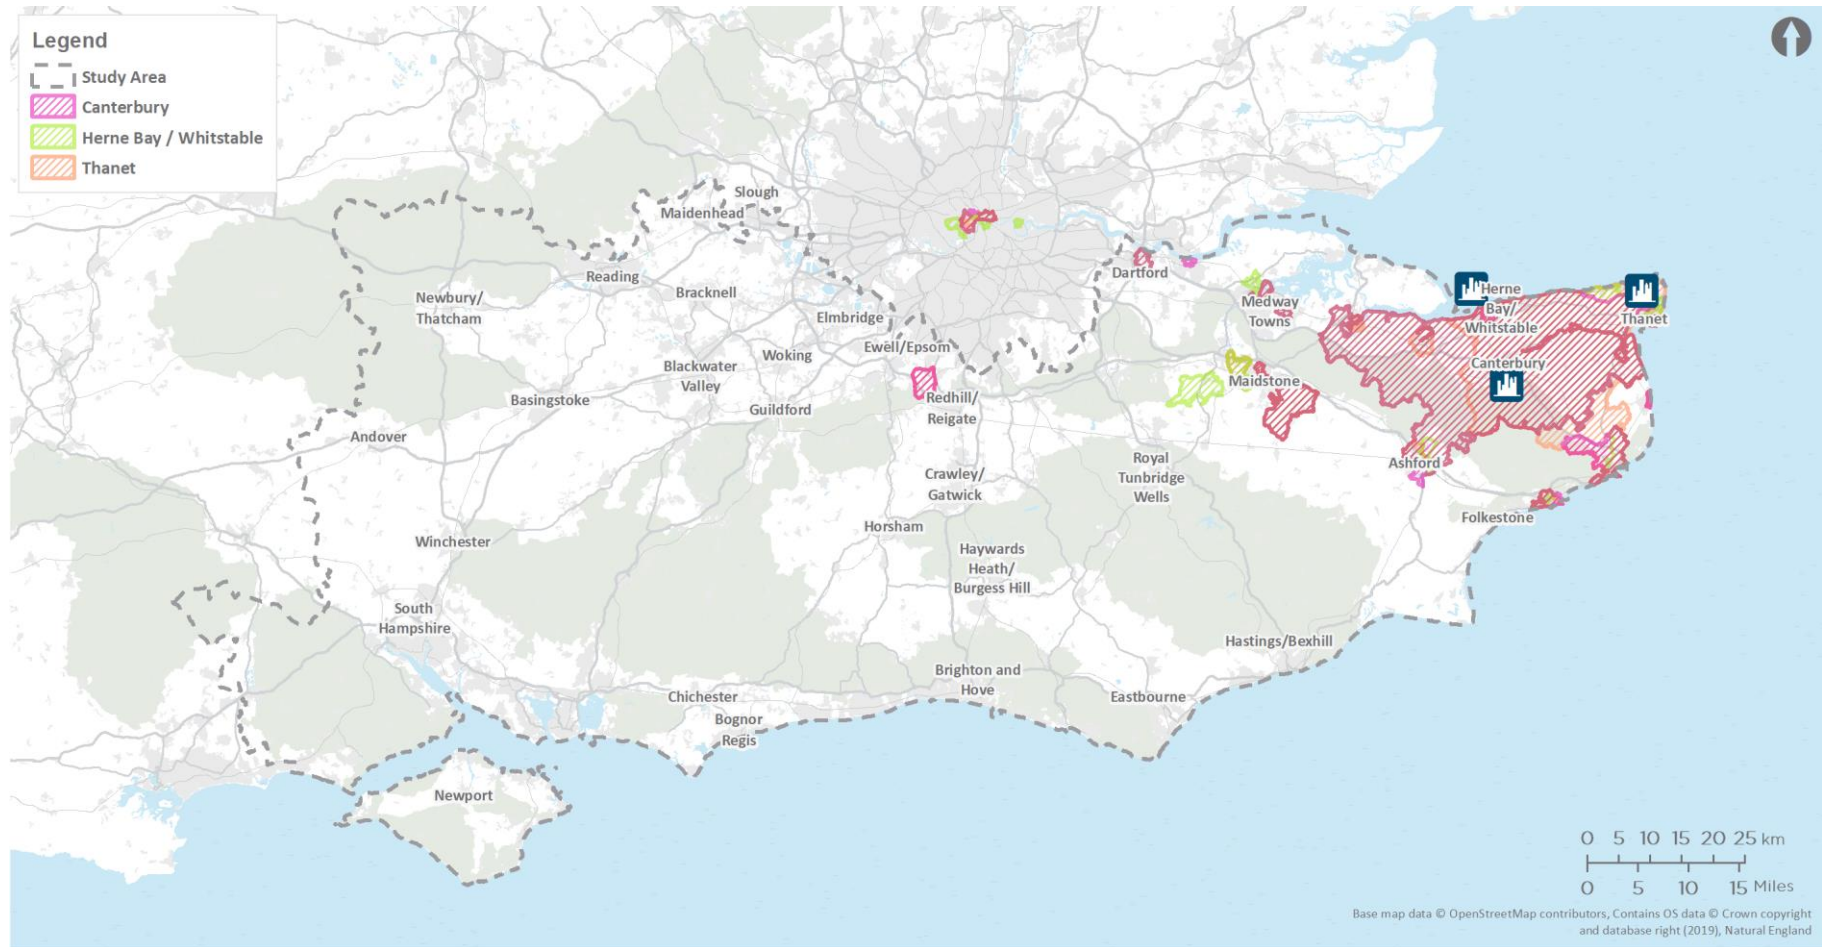 Legend
Study Area
Canterbury
Herne Bay / Whitstable
Thanet
Slough
Maidenhead
Reading
Bracknell
Newbury/
Thatcham
Elmbridge
Ewell/Epsom
Woking
Blackwater
Valley
Basingstoke
Guildford
Redhill/
Reigate
Andover
Dartford
Medway
Towns
Maidstone
Herne
Bay/
Whitstable
Thanet
Canterbury
Ashford
Folkestone
Royal
Tunbridge
Wells
Crawley/
Gatwick
Horsham
Haywards
Heath/
Burgess Hill
Winchester
South
Hampshire
Hastings/Bexhill
Brighton and
Hove
Eastbourne
Chichester
Bognor
Regis
Newport
0 5 10 15 20 25 km
0 5 10 15 Miles
Base map data © OpenStreetMap contributors, Contains OS data © Crown copyright
and database right (2019), Natural England